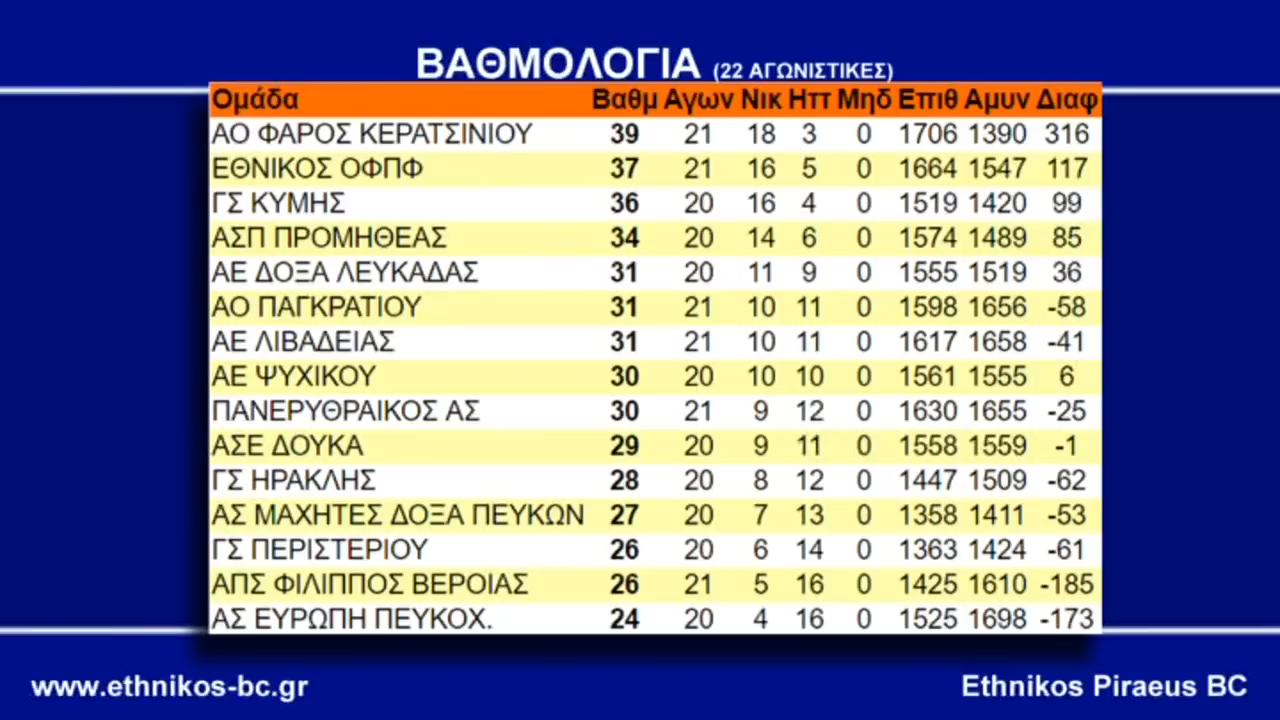 ΒΑΘΜΟΛΟΓΙΑ (22 ΑΓΩΝΙΣΤΙΚΕΣ)
Ομάδα Βαθμ Αγων Νικ Ηττ Μηδ Επιθ Αμυν Διαφ
ΑΟ ΦΑΡΟΣ ΚΕΡΑΤΣΙΝΙΟΥ 39 21 18 3 0 1706 1390 316
ΕΘΝΙΚΟΣ ΟΦΠΦ 37 21 16 5 0 1664 1547 117
ΓΣ ΚΥΜΗΣ 36 20 16 4 0 1519 1420 99
ΑΣΠ ΠΡΟΜΗΘΕΑΣ 34 20 14 6 0 1574 1489 85
ΑΕ ΔΟΞΑ ΛΕΥΚΑΔΑΣ 31 20 11 9 0 1555 1519 36
ΑΟ ΠΑΓΚΡΑΤΙΟΥ 31 21 10 11 0 1598 1656 -58
ΑΕ ΛΙΒΑΔΕΙΑΣ 31 21 10 11 0 1617 1658 -41
ΑΕ ΨΥΧΙΚΟΥ 30 20 10 10 0 1561 1555 6
ΠΑΝΕΡΥΘΡΑΙΚΟΣ ΑΣ 30 21 9 12 0 1630 1655 -25
ΑΣΕ ΔΟΥΚΑ 29 20 9 11 0 1558 1559 -1
ΓΣ ΗΡΑΚΛΗΣ 28 20 8 12 0 1447 1509 -62
ΑΣ ΜΑΧΗΤΕΣ ΔΟΞΑ ΠΕΥΚΩΝ 27 20 7 13 0 1358 1411 -53
ΓΣ ΠΕΡΙΣΤΕΡΙΟΥ 26 20 6 14 0 1363 1424 -61
ΑΠΣ ΦΙΛΙΠΠΟΣ ΒΕΡΟΙΑΣ 26 21 5 16 0 1425 1610 -185
ΑΣ ΕΥΡΩΠΗ ΠΕΥΚΟΧ. 24 20 4 16 0 1525 1698 -173
www.ethnikos-bc.gr Ethnikos Piraeus BC